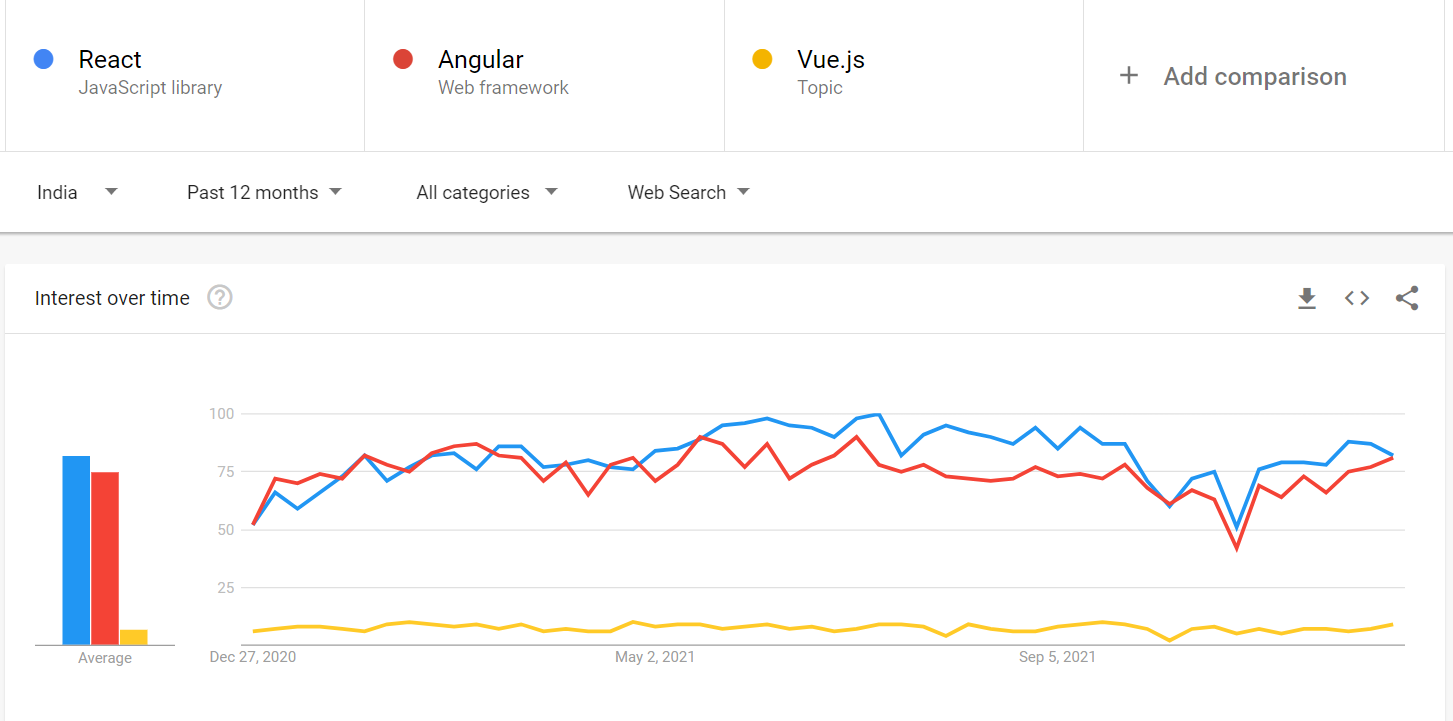 React
JavaScript library
Angular
Web framework
Vue.js
Topic
+ Add comparison
India
Past 12 months
All categories
Web Search
Interest over time
?
100
75
50
25
Average
Dec 27, 2020
May 2, 2021
Sep 5, 2021